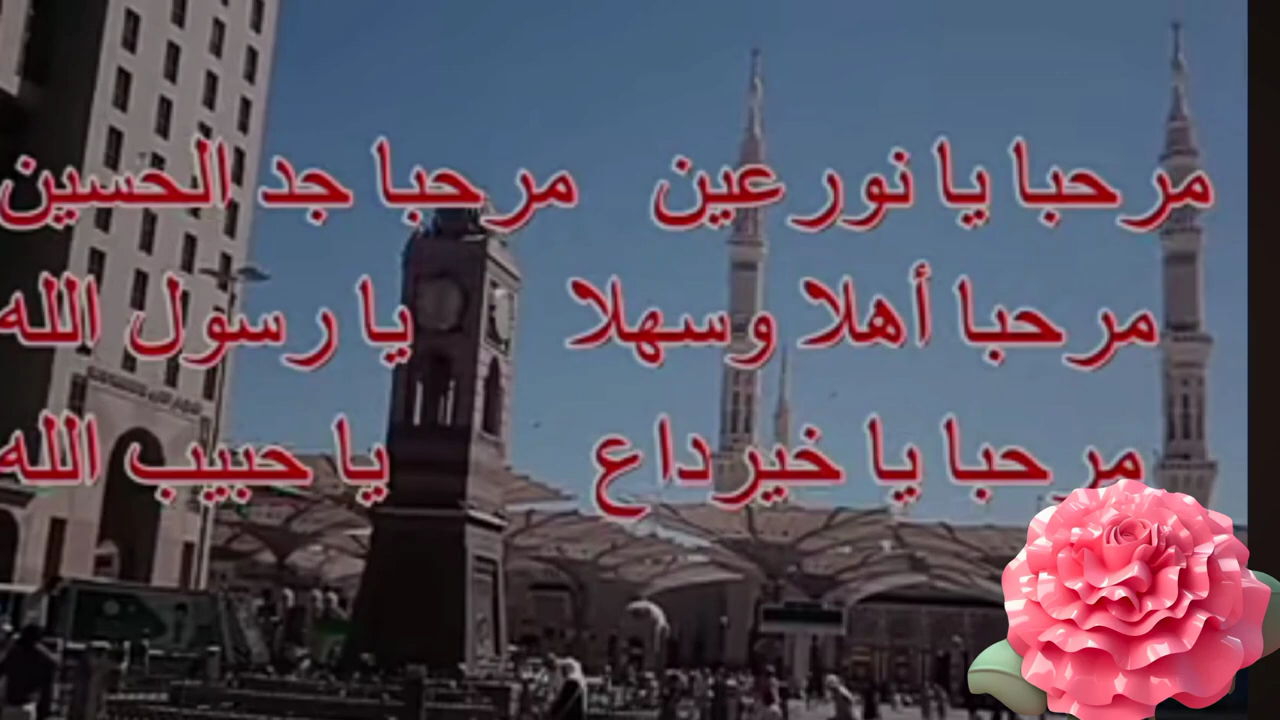 مرحبا يا نور عين مرحبا جد الحسين
مرحبا أهلا وسهلا يا رسول الله
مرحبا يا خير داع يا حبيب الله